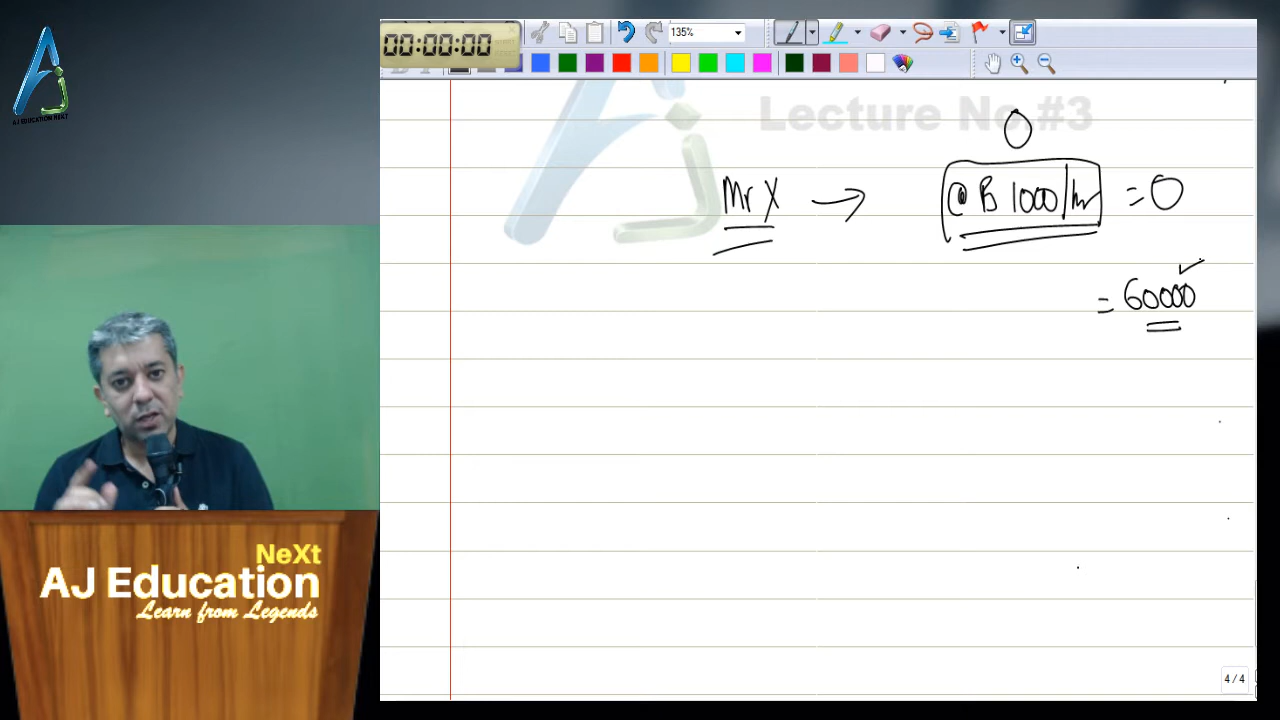 00:00:00
135%
AJ EDUCATION NEXT
Lecture No.#3
0
Mr X → @ B 1000/hr = 0
= 60000 ✓
NeXt
AJ Education
Learn from Legends
4 / 4